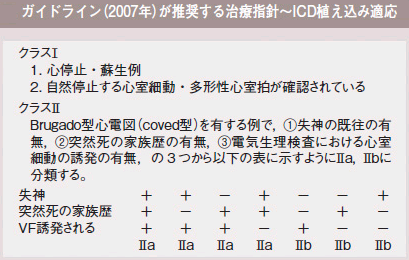 ガイドライン(2007年)が推奨する治療指針〜ICD植え込み適応
クラスⅠ
1. 心停止・蘇生例
2. 自然停止する心室細動・多形性心室拍が確認されている
クラスⅡ
Brugado型心電図(coved型)を有する例で, ①失神の既往の有
無, ②突然死の家族歴の有無, ③電気生理検査における心室
細動の誘発の有無, の3つから以下の表に示すようにⅡa, Ⅱbに
分類する。
失神 + + − + − − +
突然死の家族歴 + − + + − + −
VF誘発される + + + − + − −
Ⅱa Ⅱa Ⅱa Ⅱa Ⅱb Ⅱb Ⅱb